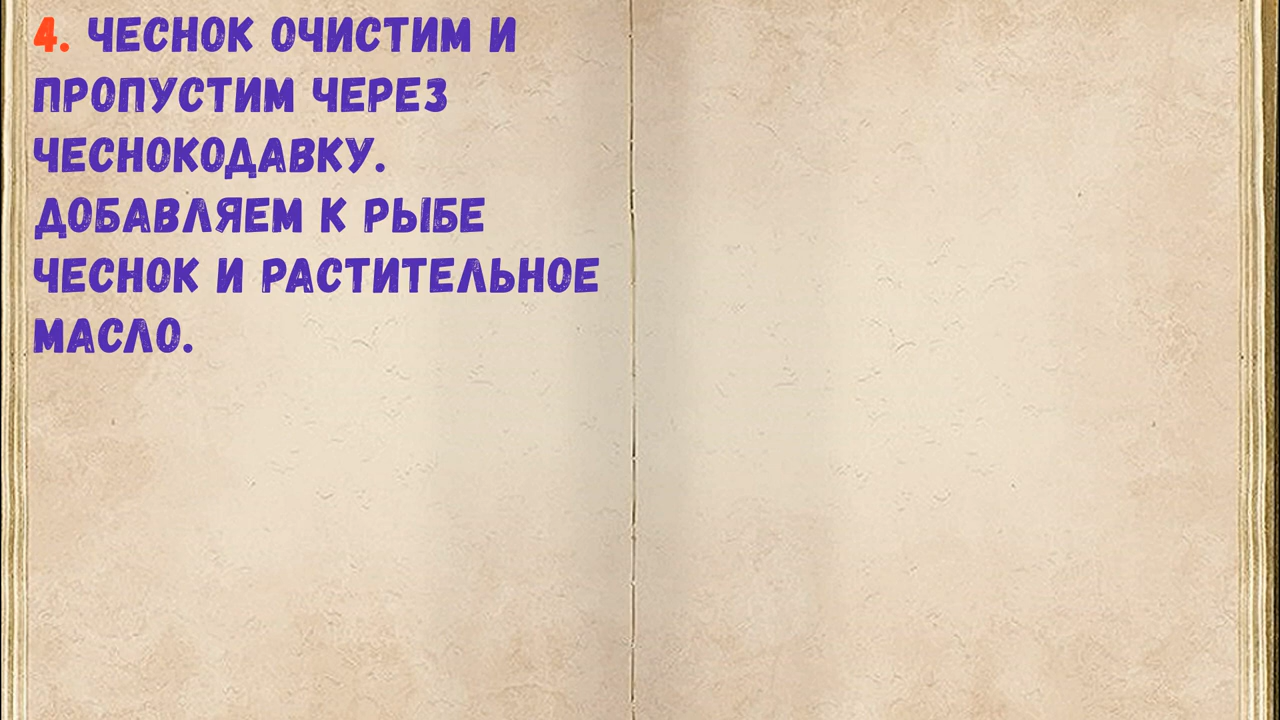 4. ЧЕСНОК ОЧИСТИМ И
ПРОПУСТИМ ЧЕРЕЗ
ЧЕСНОКОДАВКУ.
ДОБАВЛЯЕМ К РЫБЕ
ЧЕСНОК И РАСТИТЕЛЬНОЕ
МАСЛО.